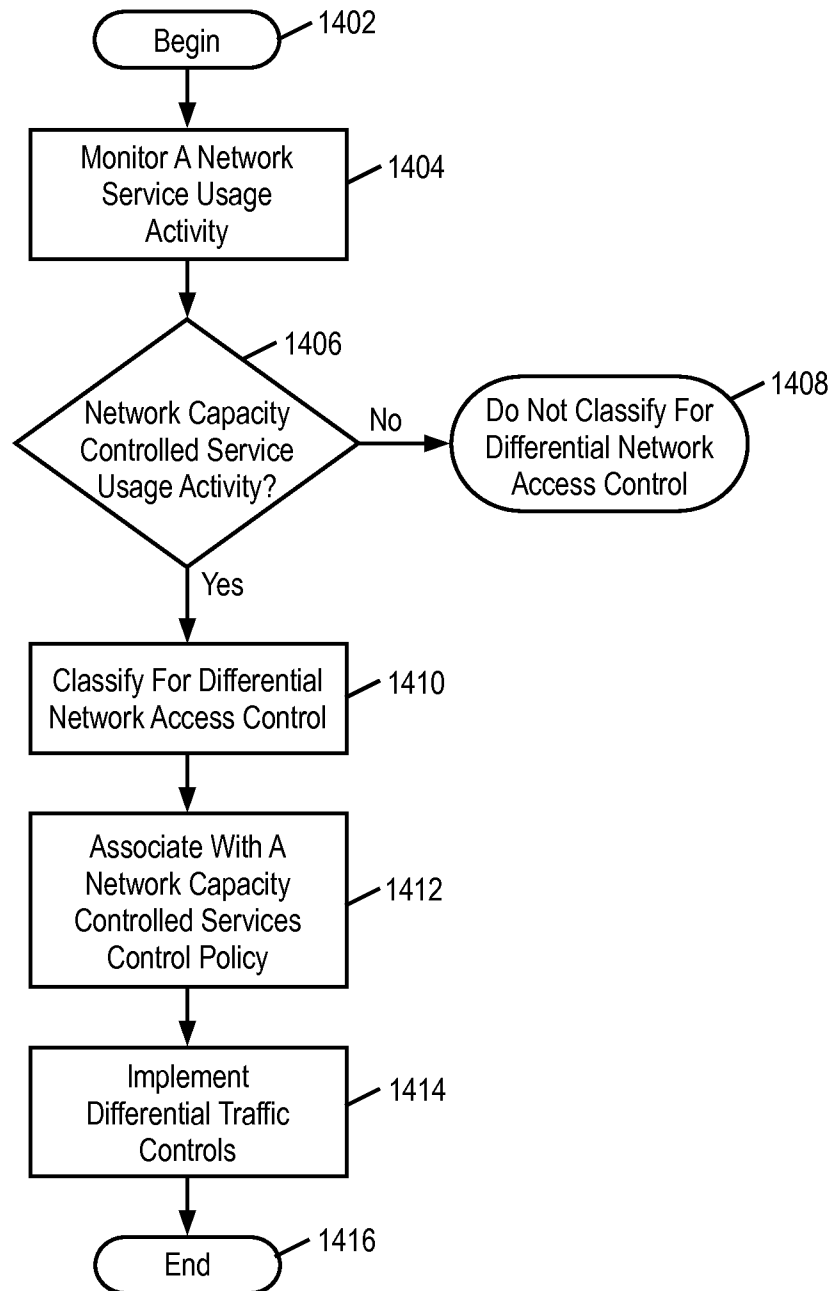 Begin
1402
Monitor A Network
Service Usage
Activity
1404
1406
Network Capacity
Controlled Service
Usage Activity?
No
Do Not Classify For
Differential Network
Access Control
1408
Yes
Classify For Differential
Network Access Control
1410
Associate With A
Network Capacity
Controlled Services
Control Policy
1412
Implement
Differential Traffic
Controls
1414
End
1416